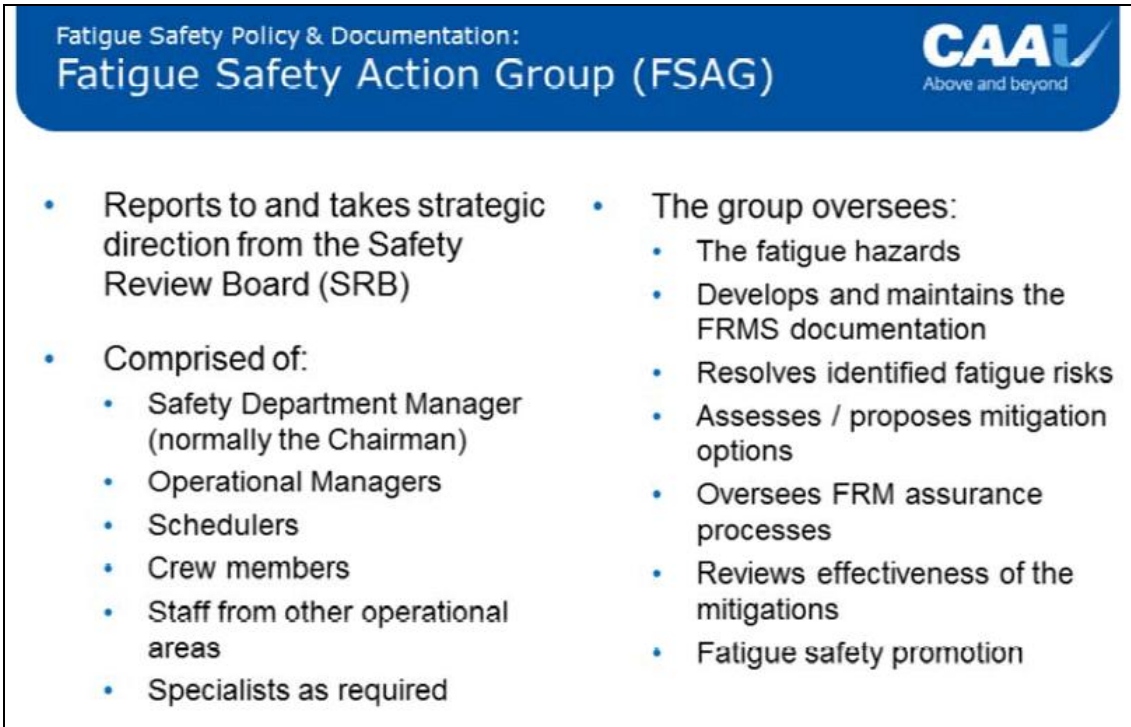 Fatigue Safety Policy & Documentation:
Fatigue Safety Action Group (FSAG)
CAAi
Above and beyond
• Reports to and takes strategic
direction from the Safety
Review Board (SRB)
• Comprised of:
• Safety Department Manager
(normally the Chairman)
• Operational Managers
• Schedulers
• Crew members
• Staff from other operational
areas
• Specialists as required
• The group oversees:
• The fatigue hazards
• Develops and maintains the
FRMS documentation
• Resolves identified fatigue risks
• Assesses / proposes mitigation
options
• Oversees FRM assurance
processes
• Reviews effectiveness of the
mitigations
• Fatigue safety promotion